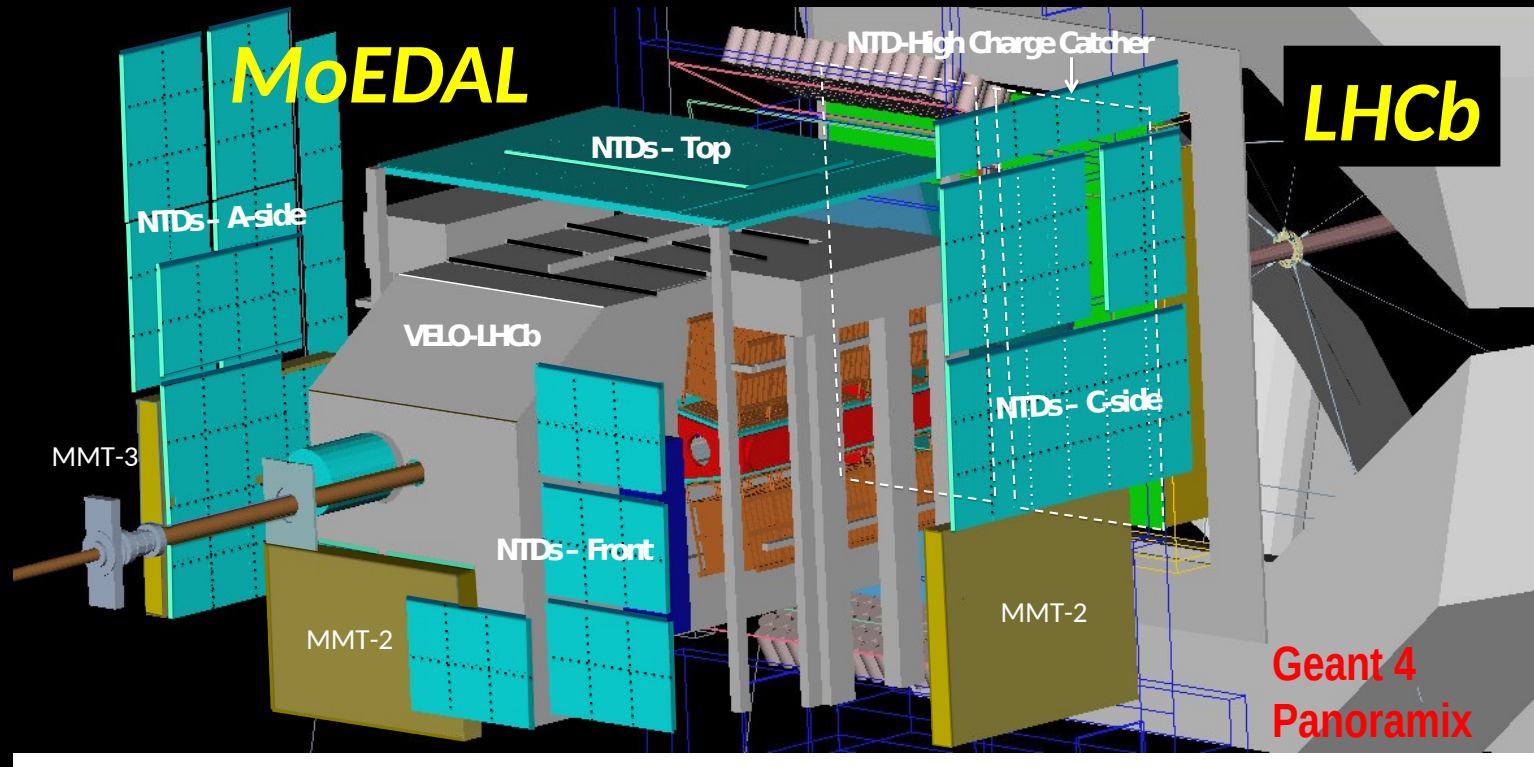 MoEDAL
NTD-High Charge Catcher
LHCb
NTDs – Top
NTDs – A-side
VELO-LHCb
NTDs – C-side
MMT-3
NTDs – Front
MMT-2
MMT-2
Geant 4
Panoramix